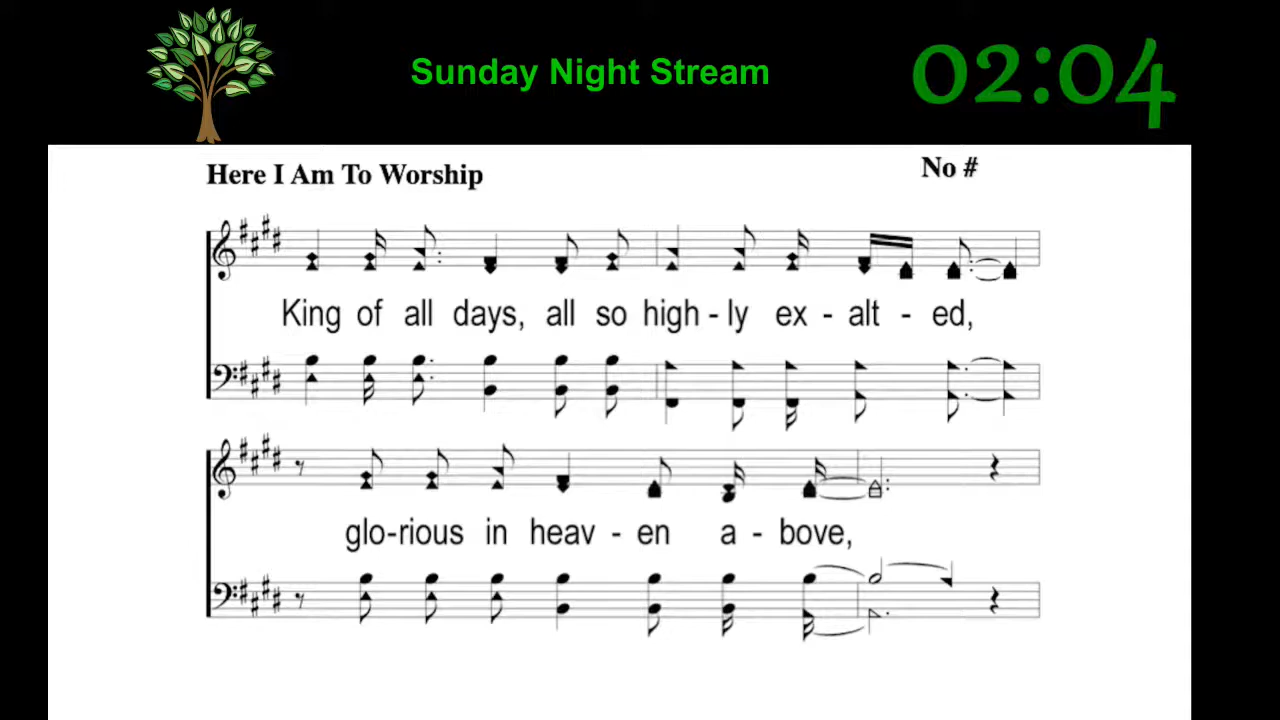 Sunday Night Stream
02:04
Here I Am To Worship
No #
King of all days, all so high - ly ex - alt - ed,
glo-rious in heav - en a - bove,